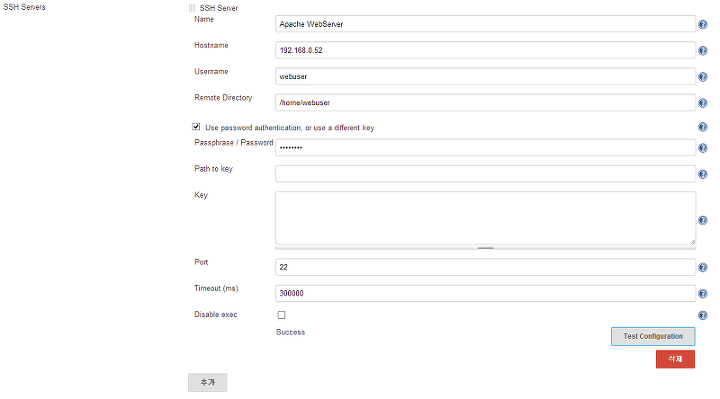 SSH Servers
SSH Server
Name
Apache WebServer
Hostname
192.168.0.52
Username
webuser
Remote Directory
/home/webuser
Use password authentication, or use a different key
Passphrase / Password
••••••••
Path to key
Key
Port
22
Timeout (ms)
300000
Disable exec
Success
Test Configuration
삭제
추가